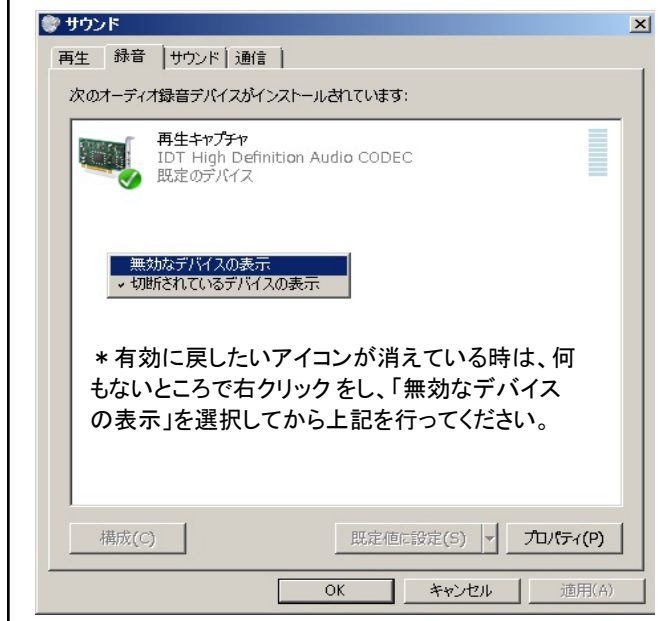 サウンド
再生 録音 サウンド 通信
次のオーディオ録音デバイスがインストールされています:
再生キャプチャ
IDT High Definition Audio CODEC
既定のデバイス
無効なデバイスの表示
切断されているデバイスの表示
＊有効に戻したいアイコンが消えている時は、何
もないところで右クリックをし、「無効なデバイス
の表示」を選択してから上記を行ってください。
構成(C) 既定値に設定(S) プロパティ(P)
OK キャンセル 適用(A)